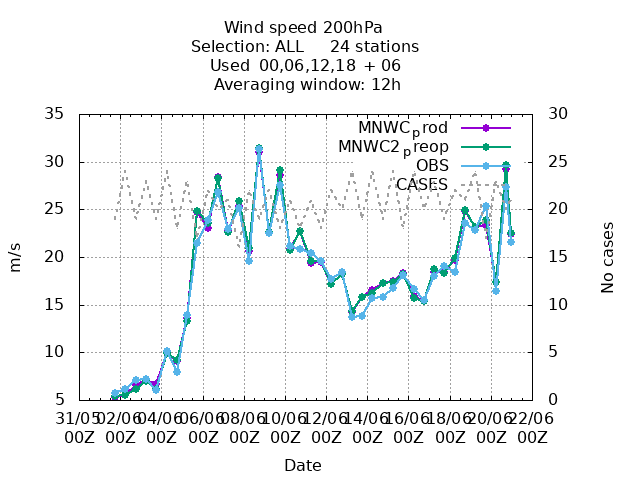 Wind speed 200hPa
Selection: ALL 24 stations
Used 00,06,12,18 + 06
Averaging window: 12h
35
30
25
20
15
10
5
m/s
30
25
20
15
10
5
0
No cases
MNWCprod
MNWC2preop
OBS
CASES
31/05 02/06 04/06 06/06 08/06 10/06 12/06 14/06 16/06 18/06 20/06 22/06
00Z 00Z 00Z 00Z 00Z 00Z 00Z 00Z 00Z 00Z 00Z 00Z
Date